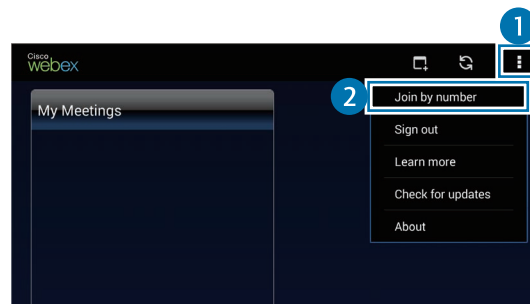 1
Cisco
webex
2
Join by number
My Meetings
Sign out
Learn more
Check for updates
About